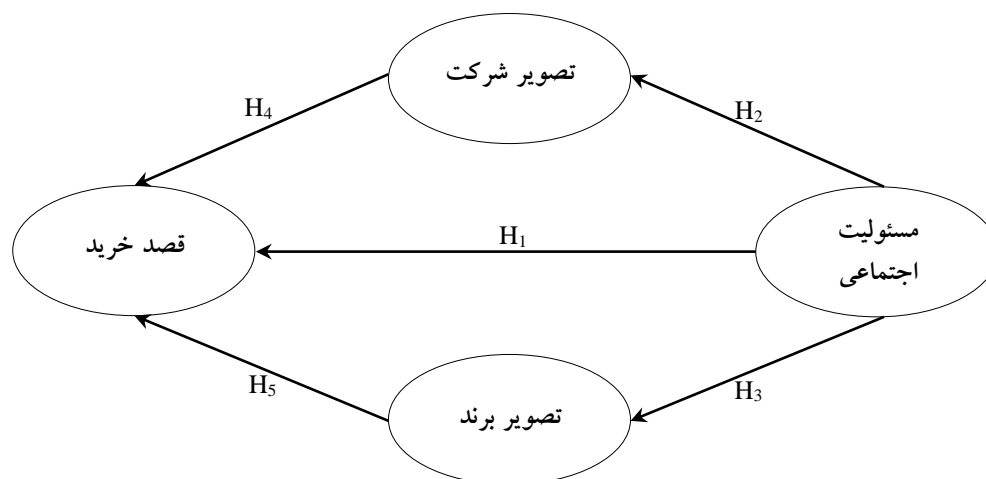 تصویر شرکت
H₄
H₂
مسئولیت
اجتماعی
H₁
قصد خرید
H₅
H₃
تصویر برند